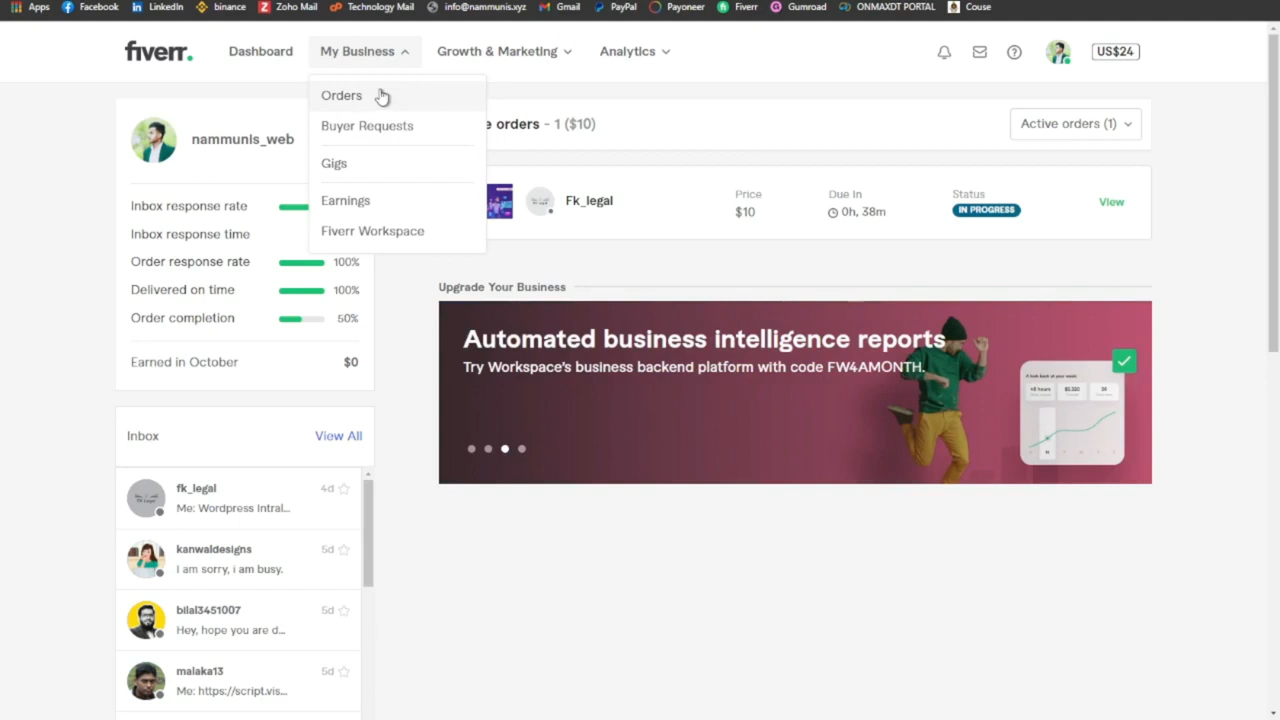 Apps Facebook LinkedIn binance Zoho Mail Technology Mail info@nammunis.xyz Gmail PayPal Payoneer Fiverr Gumroad ONMAXDT PORTAL Couse
fiverr. Dashboard My Business Growth & Marketing Analytics US$24
Orders
Buyer Requests
Gigs
Earnings
Fiverr Workspace
nammunis_web
Inbox response rate
Inbox response time
Order response rate 100%
Delivered on time 100%
Order completion 50%
Earned in October $0
e orders - 1 ($10) Active orders (1)
Fk_legal
Price
$10
Due In
0h, 38m
Status
IN PROGRESS
View
Upgrade Your Business
Automated business intelligence reports
Try Workspace's business backend platform with code FW4AMONTH.
Inbox View All
fk_legal 4d
Me: Wordpress Intral...
kanwaldesigns 5d
I am sorry, i am busy.
bilal3451007 5d
Hey, hope you are d...
malaka13 5d
Me: https://script.vis...